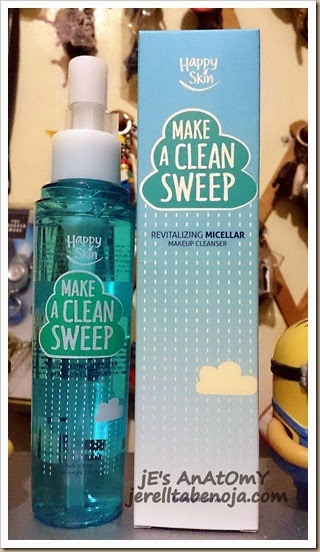 Happy
Skin
MAKE
A CLEAN
SWEEP
Happy
Skin
MAKE
A CLEAN
SWEEP
REVITALIZING MICELLAR
MAKEUP CLEANSER
jE's AnAtOmY
jerelltabenoja.com